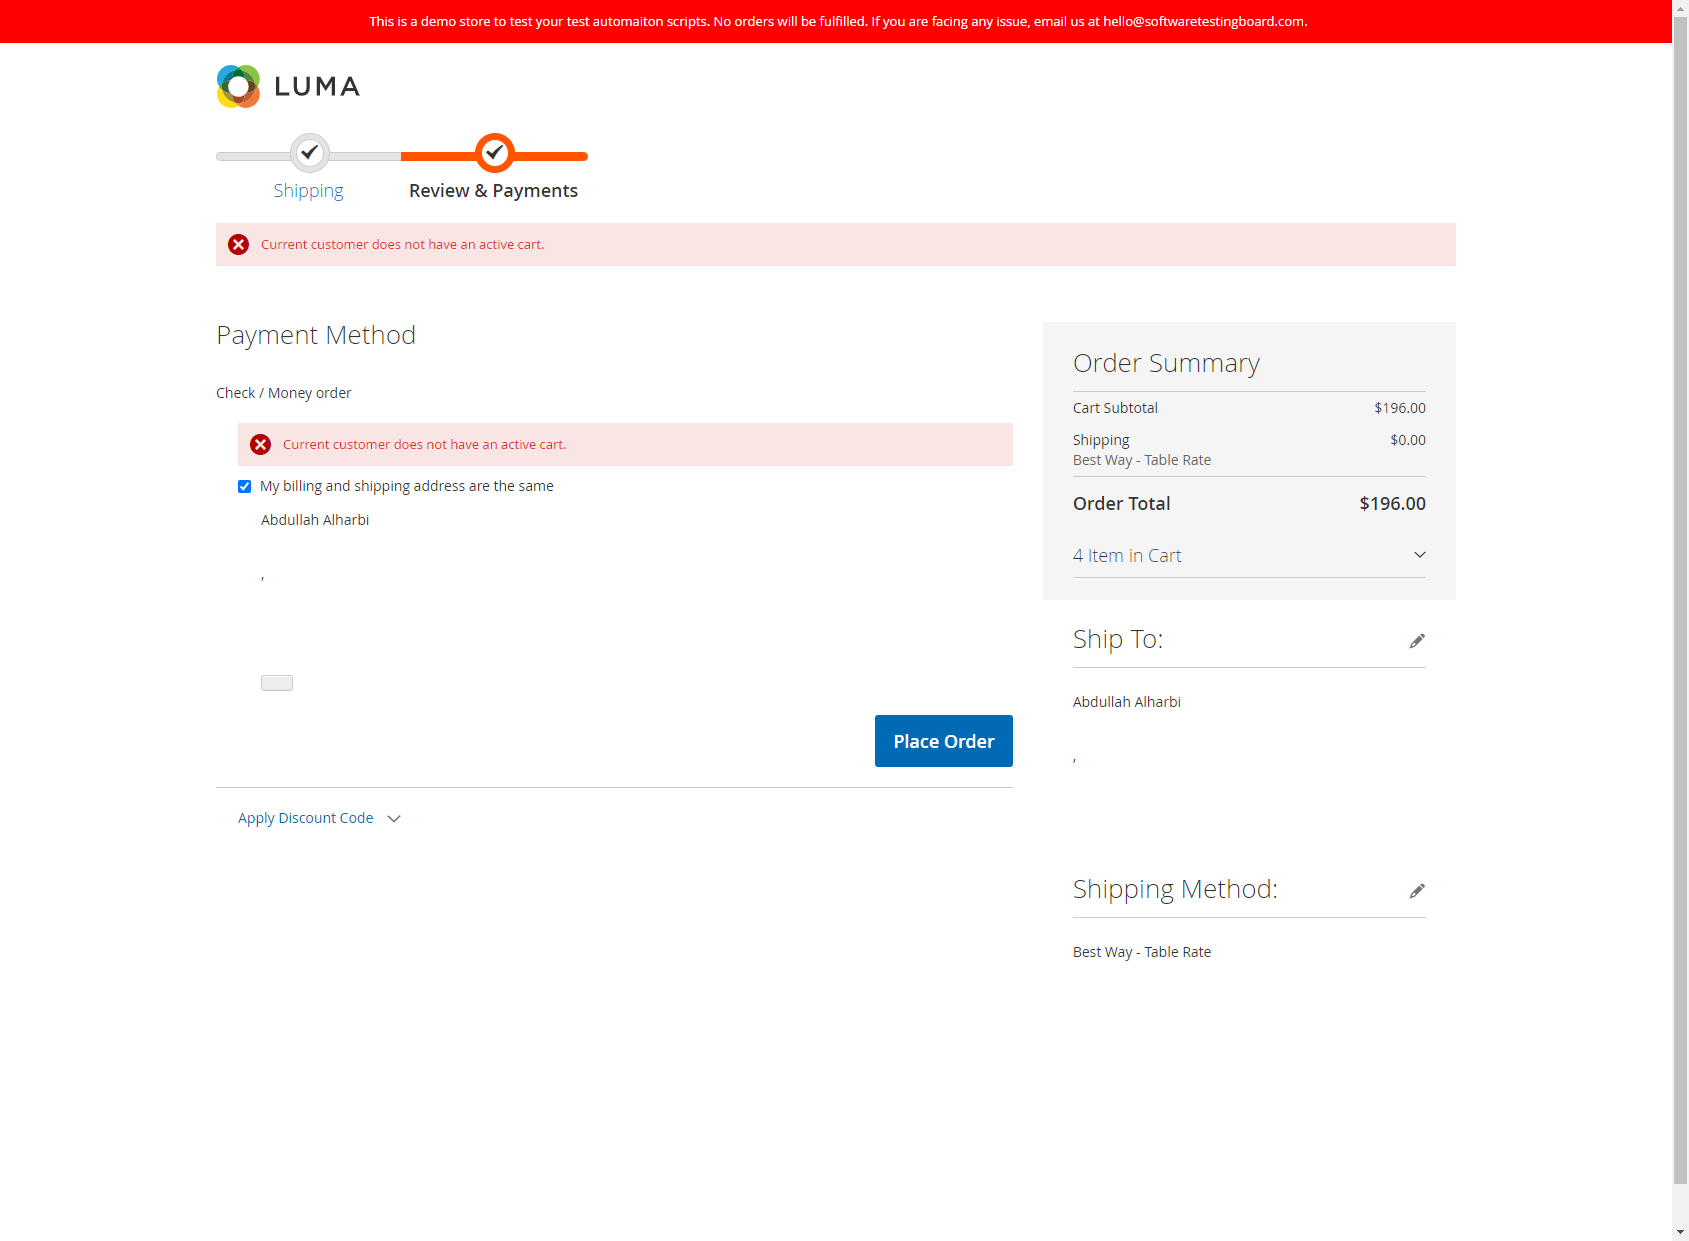 This is a demo store to test your test automaiton scripts. No orders will be fulfilled. If you are facing any issue, email us at hello@softwaretestingboard.com.
LUMA
Shipping
Review & Payments
Current customer does not have an active cart.
Payment Method
Check / Money order
Current customer does not have an active cart.
My billing and shipping address are the same
Abdullah Alharbi
,
Place Order
Apply Discount Code
Order Summary
Cart Subtotal $196.00
Shipping $0.00
Best Way - Table Rate
Order Total $196.00
4 Item in Cart
Ship To:
Abdullah Alharbi
,
Shipping Method:
Best Way - Table Rate